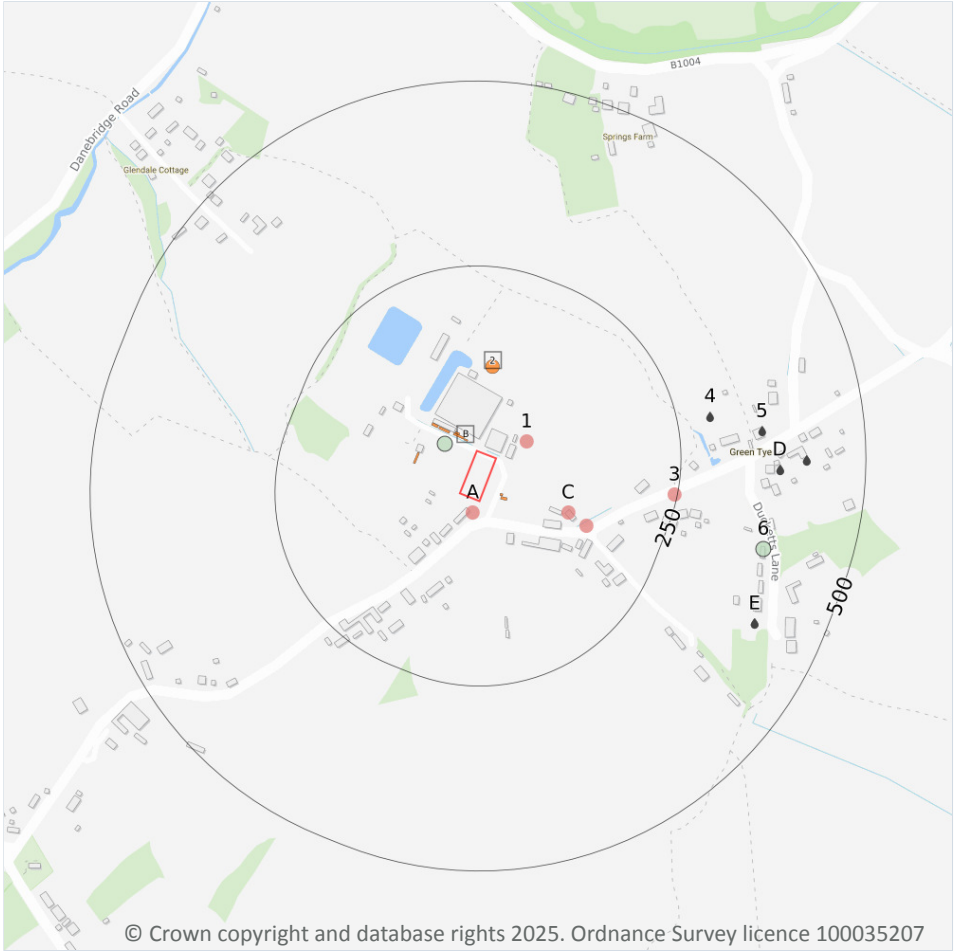 B1004
Danebridge Road
Springs Farm
Glendale Cottage
2
4
1
5
B
Green Tye
D
3
A
C
250
Duchetts Lane
6
500
E
© Crown copyright and database rights 2025. Ordnance Survey licence 100035207